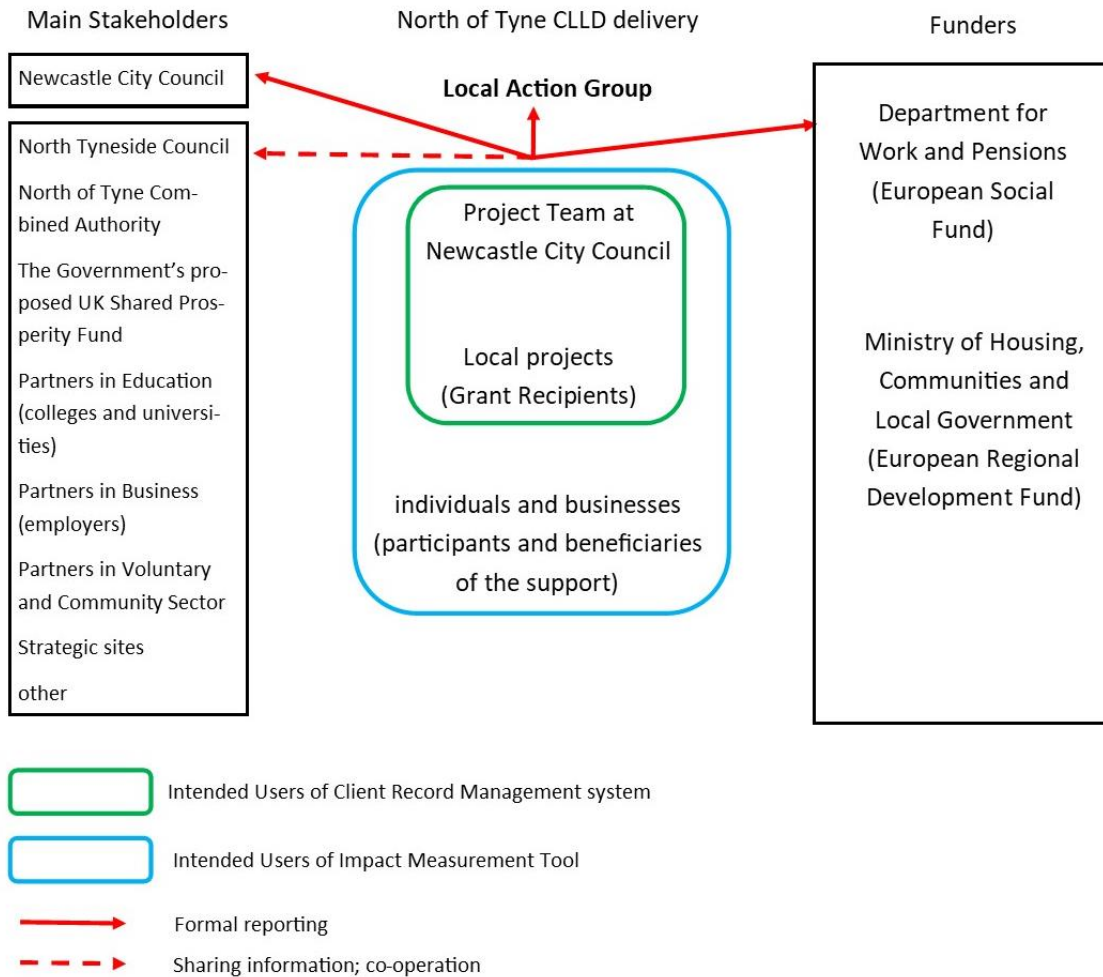 Main Stakeholders
North of Tyne CLLD delivery
Funders
Newcastle City Council
North Tyneside Council
North of Tyne Com-
bined Authority
The Government’s pro-
posed UK Shared Pros-
perity Fund
Partners in Education
(colleges and universi-
ties)
Partners in Business
(employers)
Partners in Voluntary
and Community Sector
Strategic sites
other
Local Action Group
Project Team at
Newcastle City Council
Local projects
(Grant Recipients)
individuals and businesses
(participants and beneficiaries
of the support)
Department for
Work and Pensions
(European Social
Fund)
Ministry of Housing,
Communities and
Local Government
(European Regional
Development Fund)
Intended Users of Client Record Management system
Intended Users of Impact Measurement Tool
Formal reporting
Sharing information; co-operation